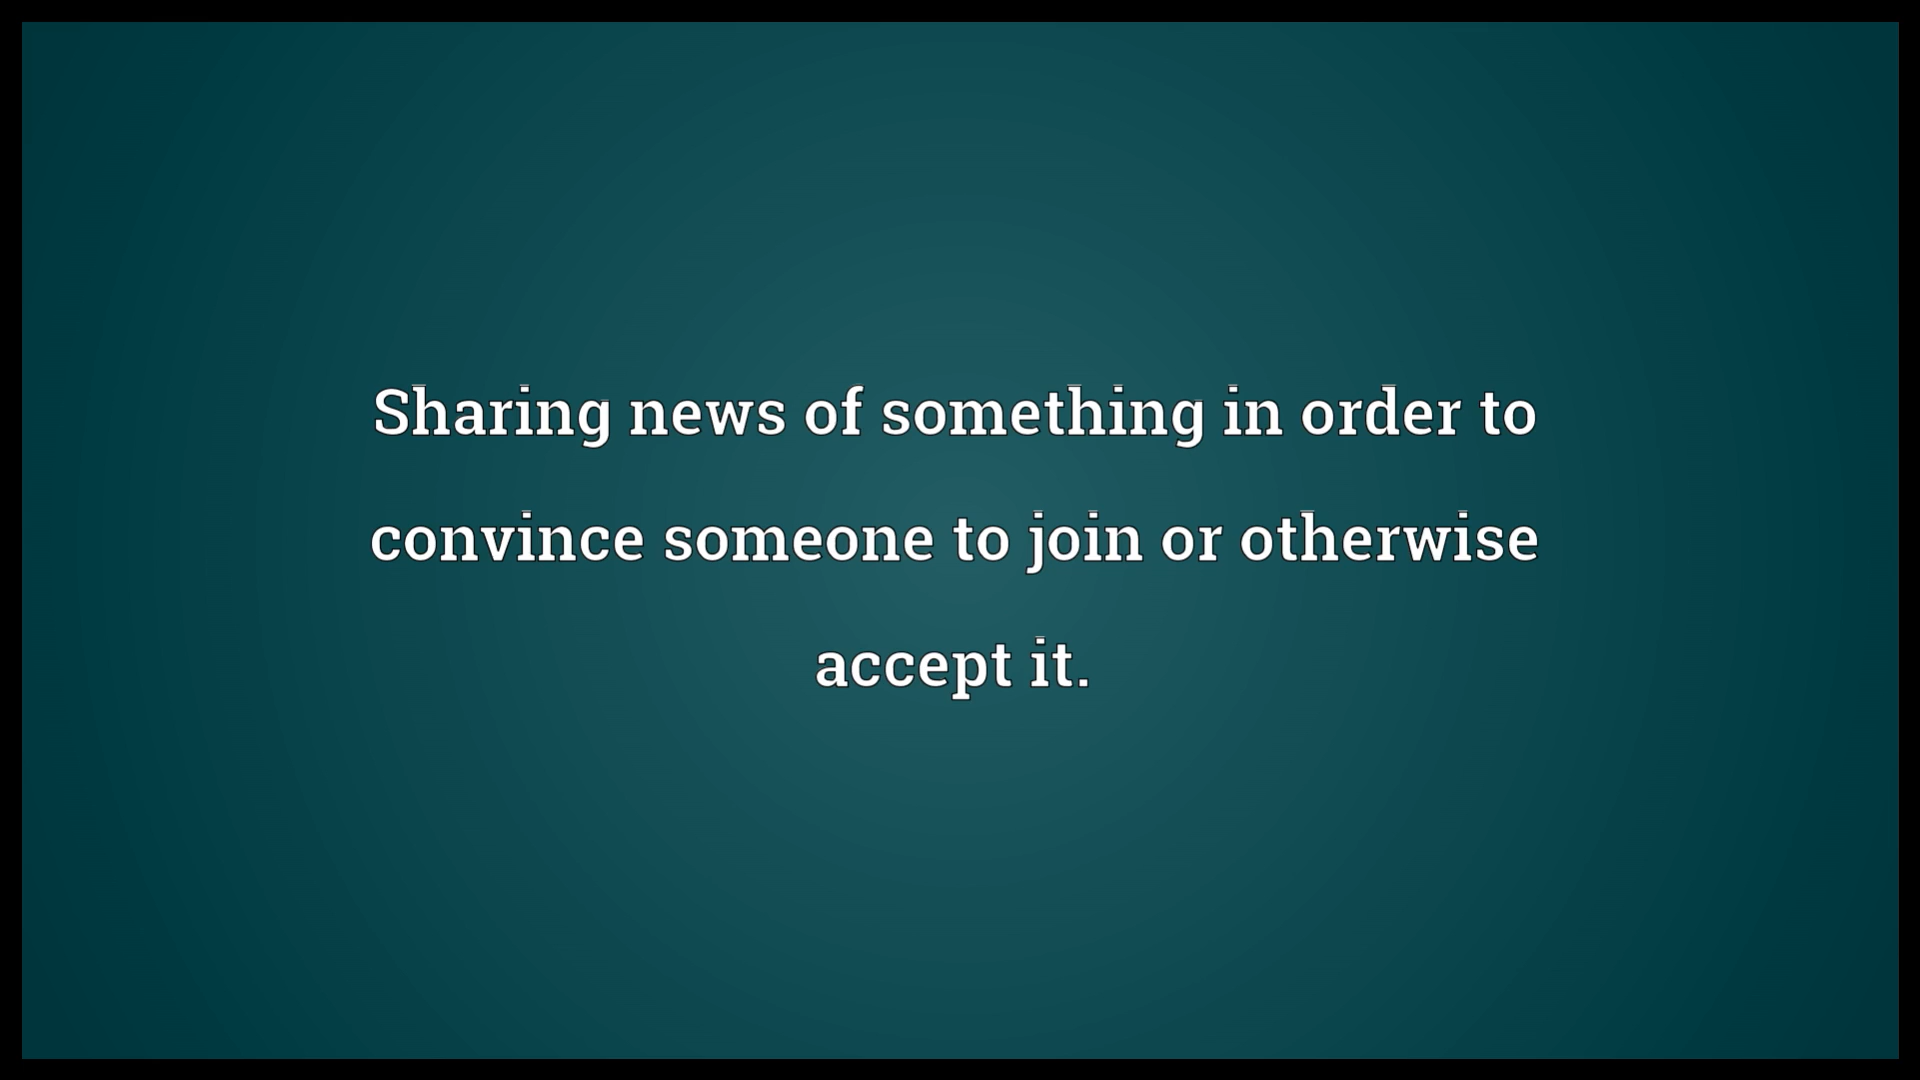 Sharing news of something in order to
convince someone to join or otherwise
accept it.